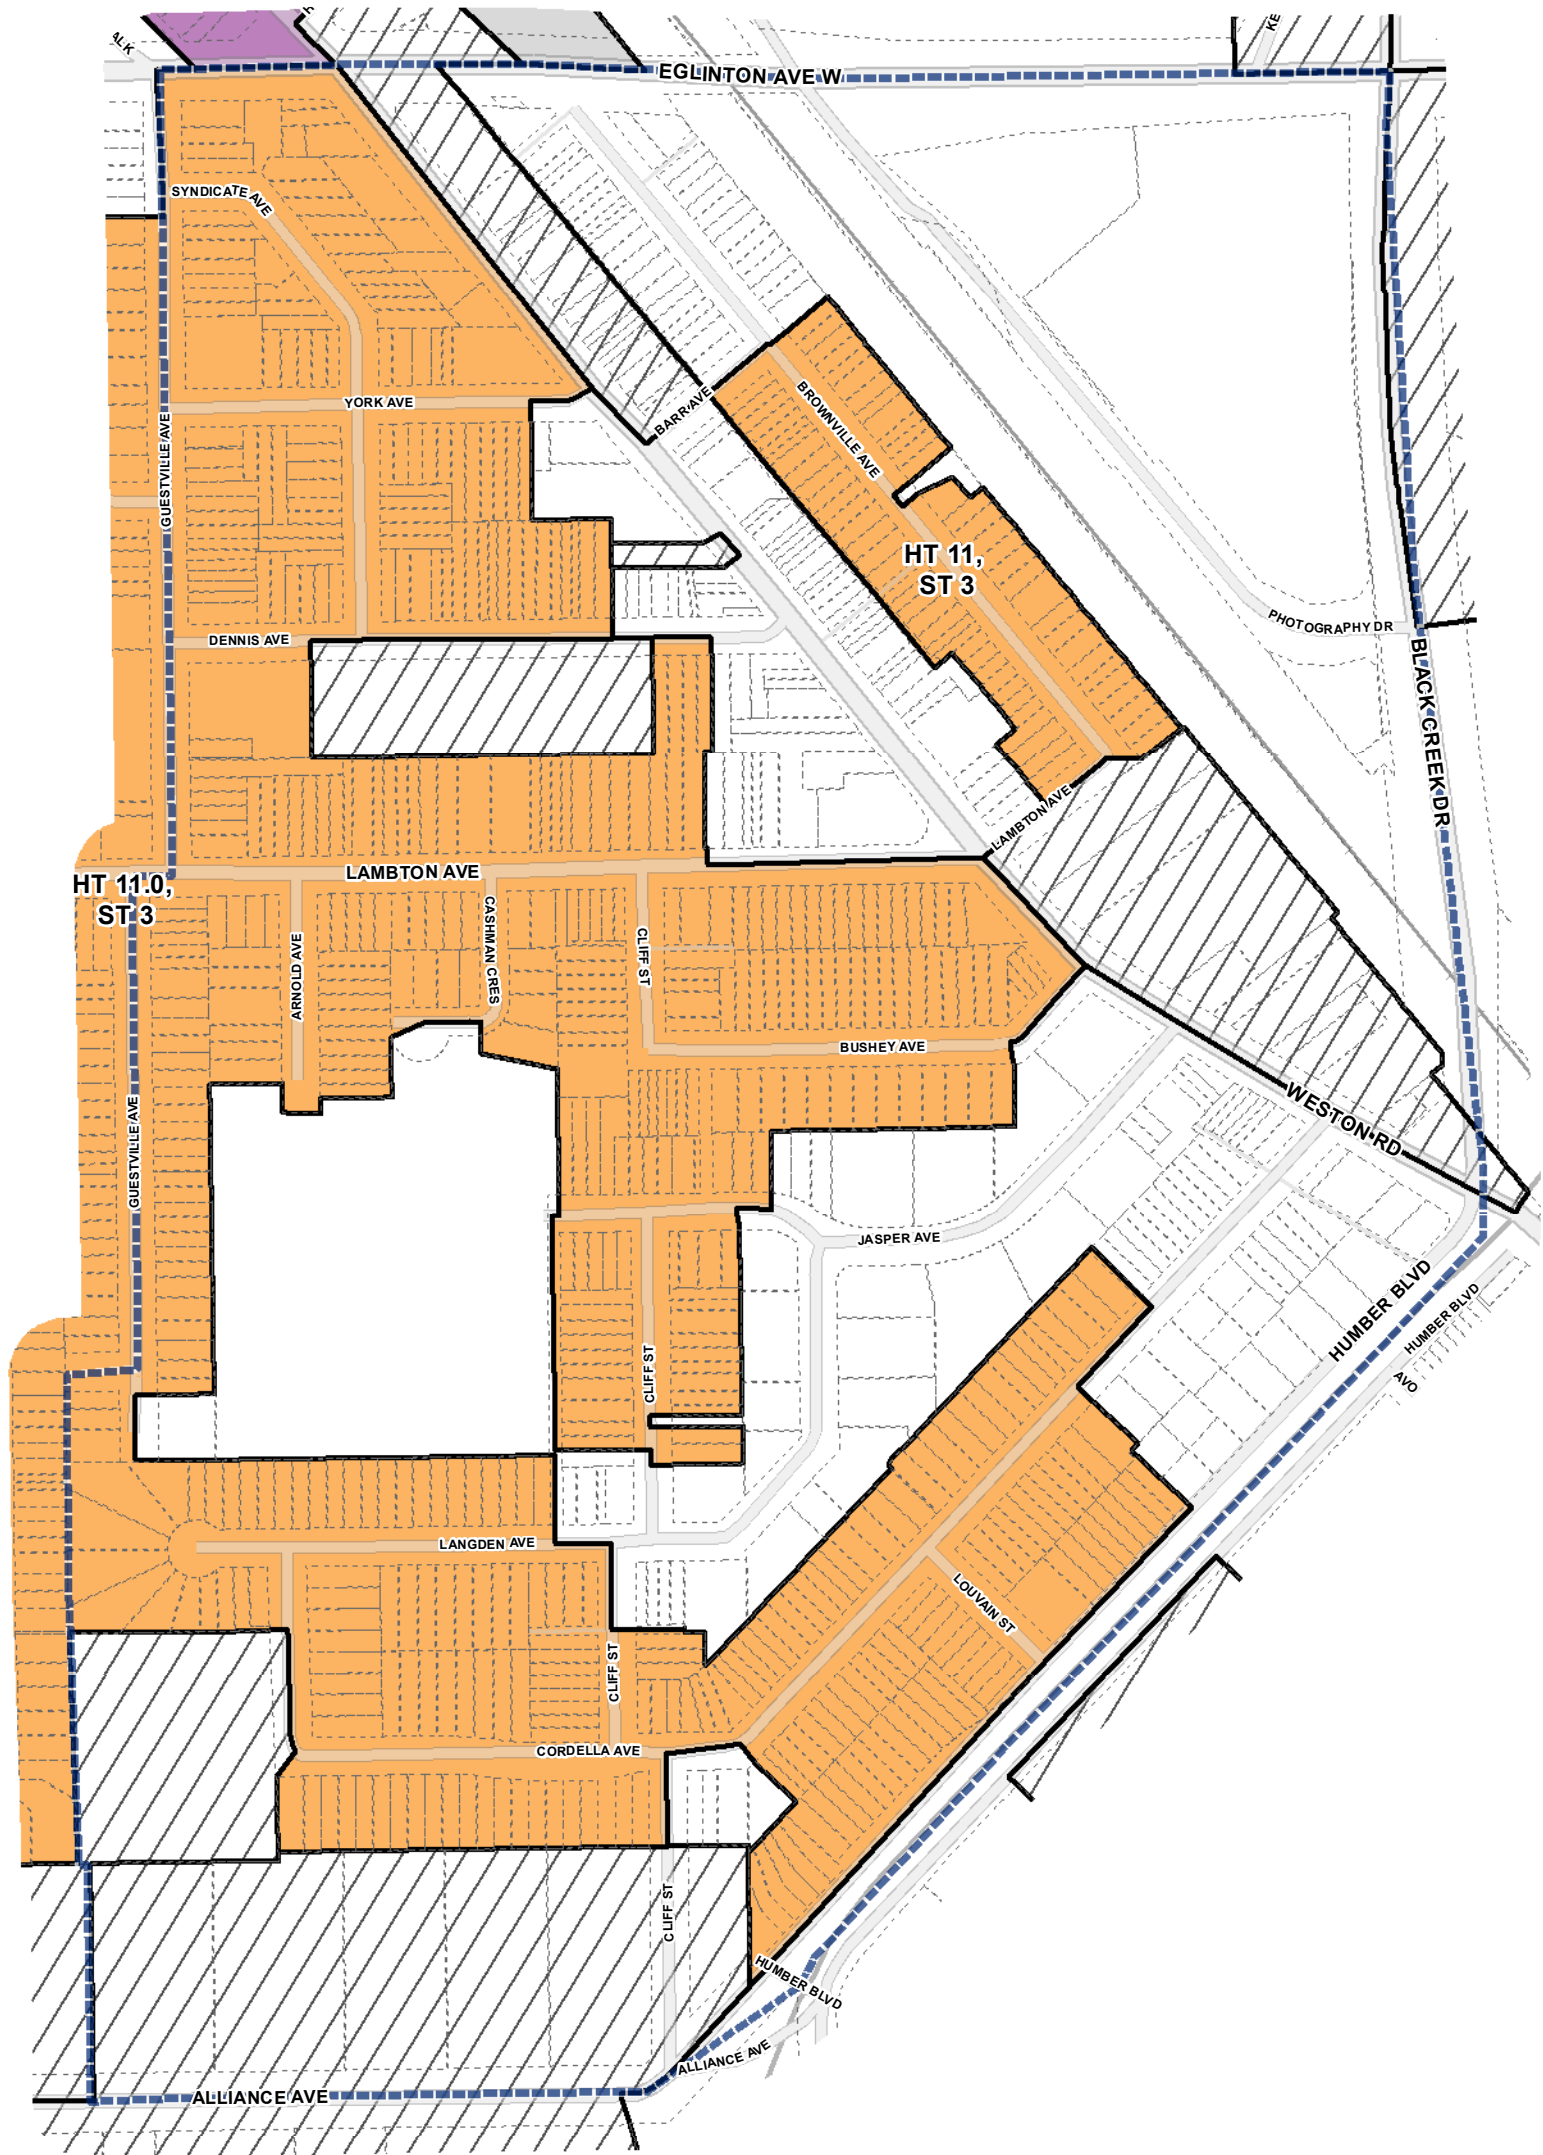 ALK
KE
EGLINTON AVE W
SYNDICATE AVE
YORK AVE
BARR AVE
BROWNVILLE AVE
GUESTVILLE AVE
HT 11,
ST 3
PHOTOGRAPHY DR
DENNIS AVE
BLACK CREEK DR
LAMBTON AVE
LAMBTON AVE
HT 11.0,
ST 3
CASHMAN CRES
ARNOLD AVE
CLIFF ST
BUSHEY AVE
WESTON RD
GUESTVILLE AVE
JASPER AVE
HUMBER BLVD
HUMBER BLVD
CLIFF ST
AVO
LANGDEN AVE
LOUVAIN ST
CLIFF ST
CORDELLA AVE
CLIFF ST
HUMBER BLVD
ALLIANCE AVE
ALLIANCE AVE